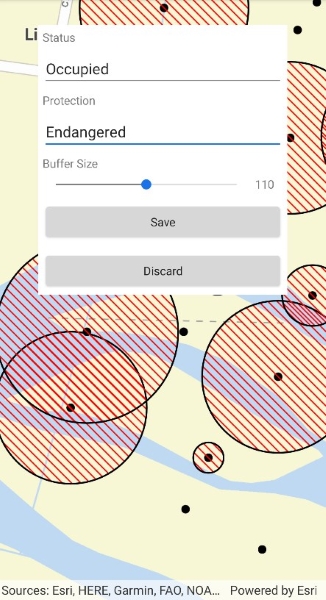 Li
Status
Occupied
Protection
Endangered
Buffer Size
110
Save
Discard
Sources: Esri, HERE, Garmin, FAO, NOA... Powered by Esri